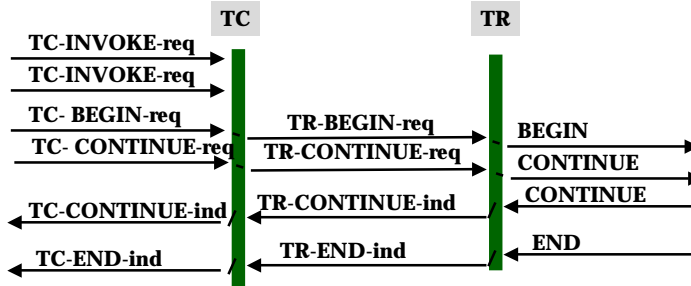 TC TR
TC-INVOKE-req
TC-INVOKE-req
TC- BEGIN-req TR-BEGIN-req BEGIN
TC- CONTINUE-req TR-CONTINUE-req CONTINUE
TC-CONTINUE-ind TR-CONTINUE-ind CONTINUE
TC-END-ind TR-END-ind END